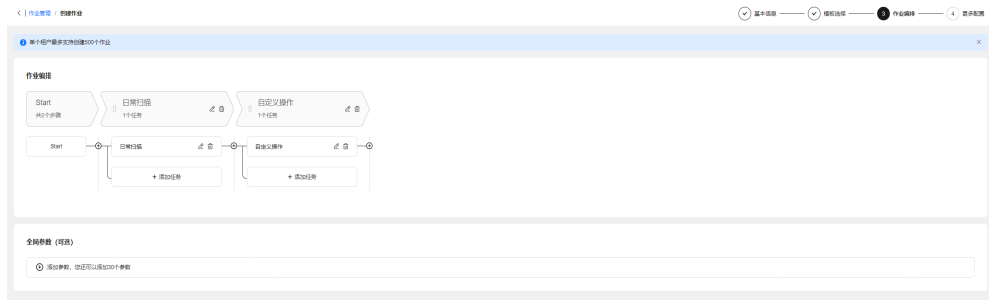 作业管理 / 创建作业
基本信息 模板选择 3 作业编排 4 更多配置
单个租户最多支持创建500个作业
作业编排
Start 日常扫描 自定义操作
共2个步骤 1个任务 1个任务
Start 日常扫描 自定义操作
+ 添加任务 + 添加任务
全局参数（可选）
添加参数，您还可以添加30个参数